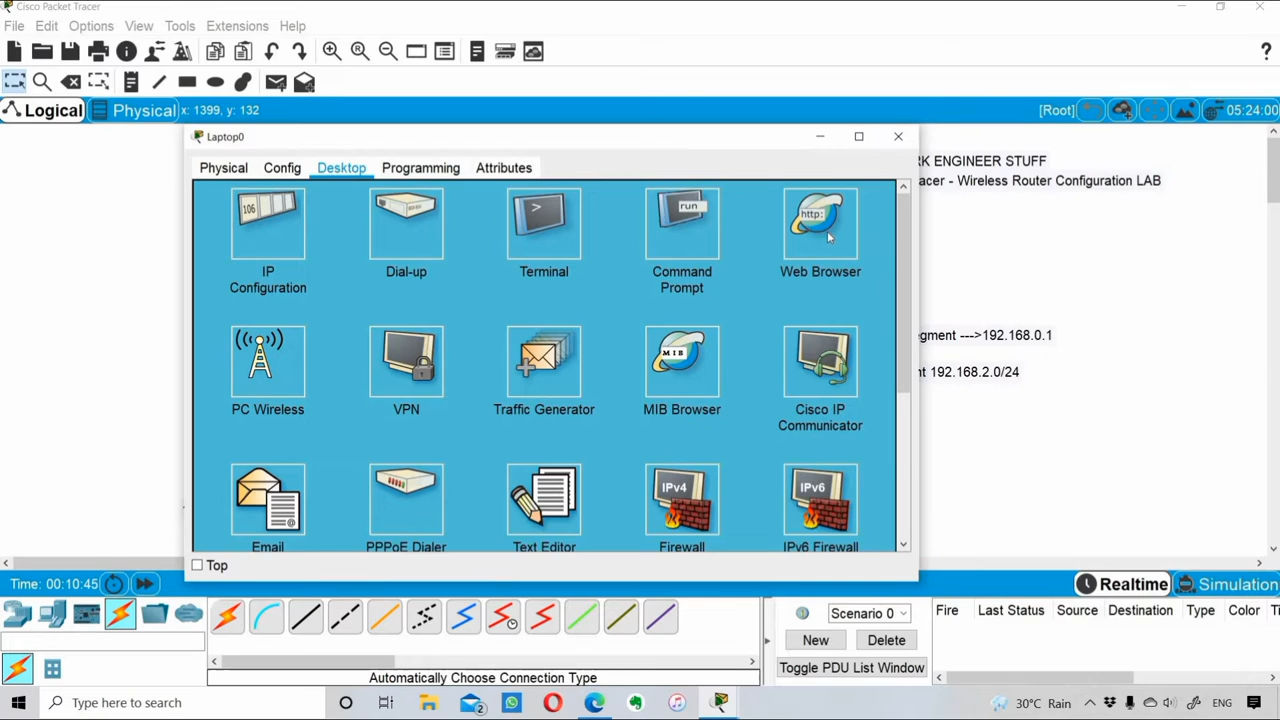 Cisco Packet Tracer
File Edit Options View Tools Extensions Help
?
Logical Physical x: 1399, y: 132 [Root] 05:24:00
Laptop0
Physical Config Desktop Programming Attributes
RK ENGINEER STUFF
acer - Wireless Router Configuration LAB
106 > run http:
IP Configuration
Dial-up
Terminal
Command Prompt
Web Browser
MIB
PC Wireless
VPN
Traffic Generator
MIB Browser
Cisco IP Communicator
egment --->192.168.0.1
nt 192.168.2.0/24
IPv4 IPv6
Email PPPoE Dialer Text Editor Firewall IPv6 Firewall
Top
Time: 00:10:45 Realtime Simulation
Scenario 0 Fire Last Status Source Destination Type Color Ti
New Delete
Toggle PDU List Window
Automatically Choose Connection Type
Type here to search 2 30°C Rain ENG